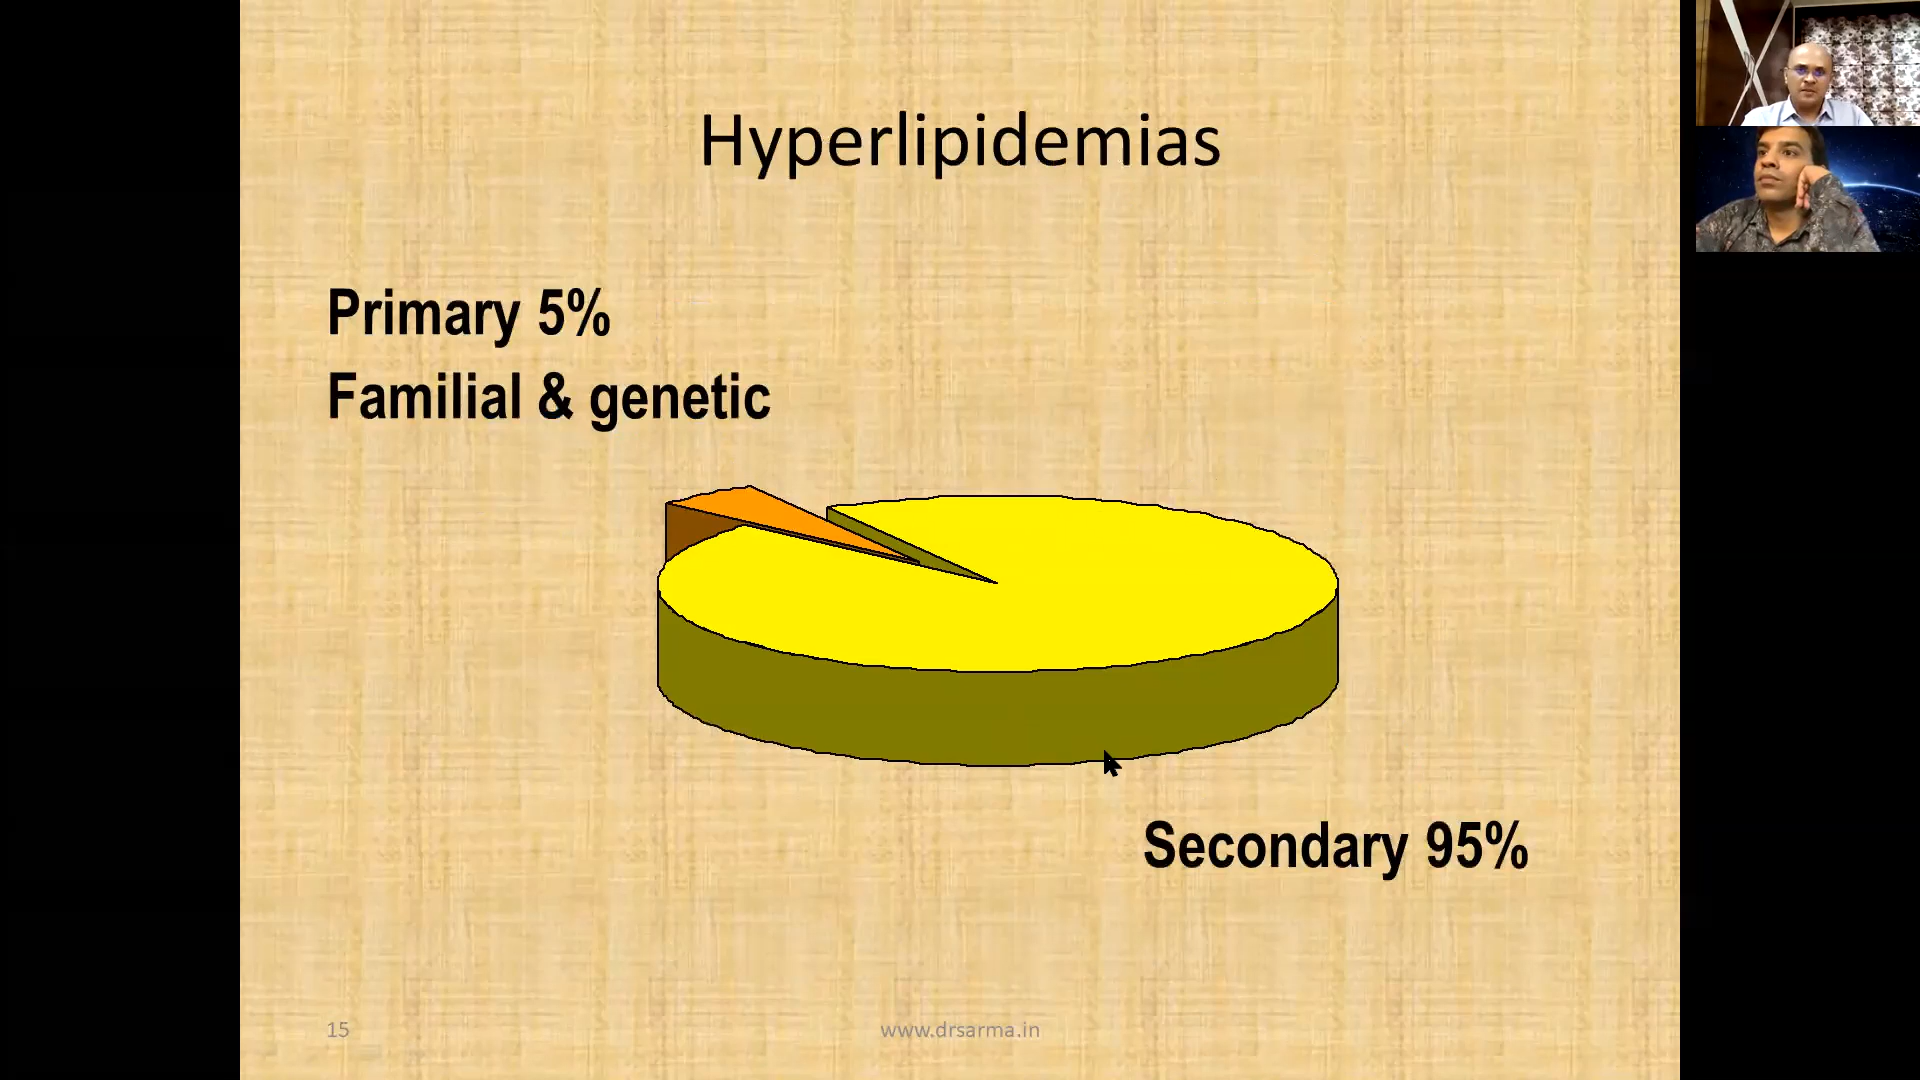 Hyperlipidemias
Primary 5%
Familial & genetic
Secondary 95%
15
www.drsarma.in